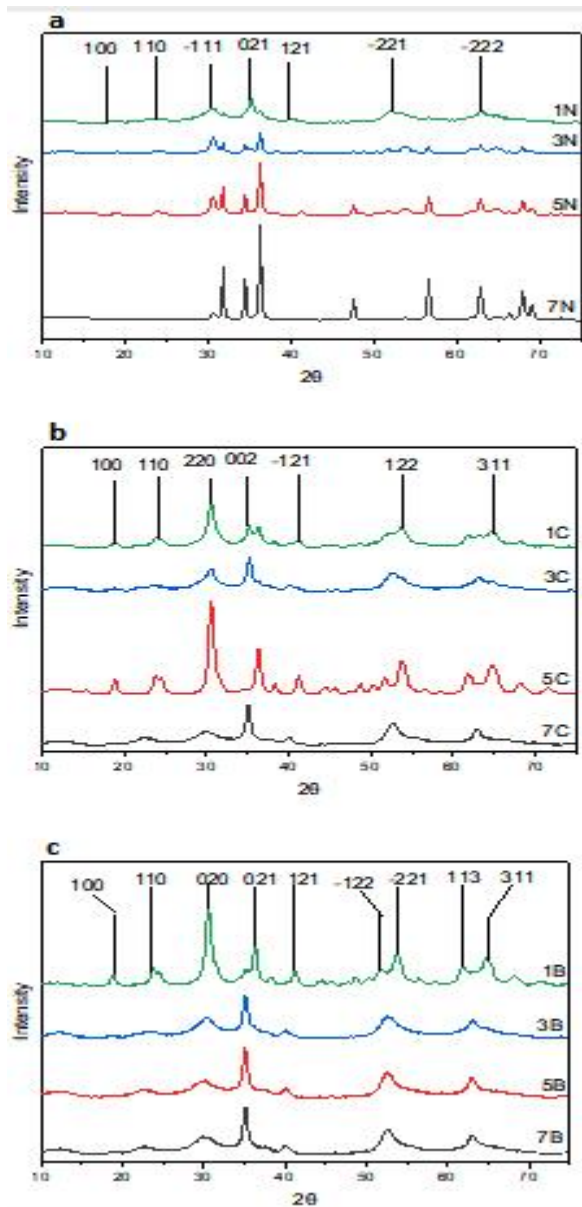 a
100 110 -111 021 121 -221 -222
1N
3N
5N
7N
Intensity
10 20 30 40 50 60 70
2θ
b
100 110 220 002 -121 122 311
1C
3C
5C
7C
Intensity
10 20 30 40 50 60 70
2θ
c
100 110 020 021 121 -122 -221 113 311
1B
3B
5B
7B
Intensity
10 20 30 40 50 60 70
2θ